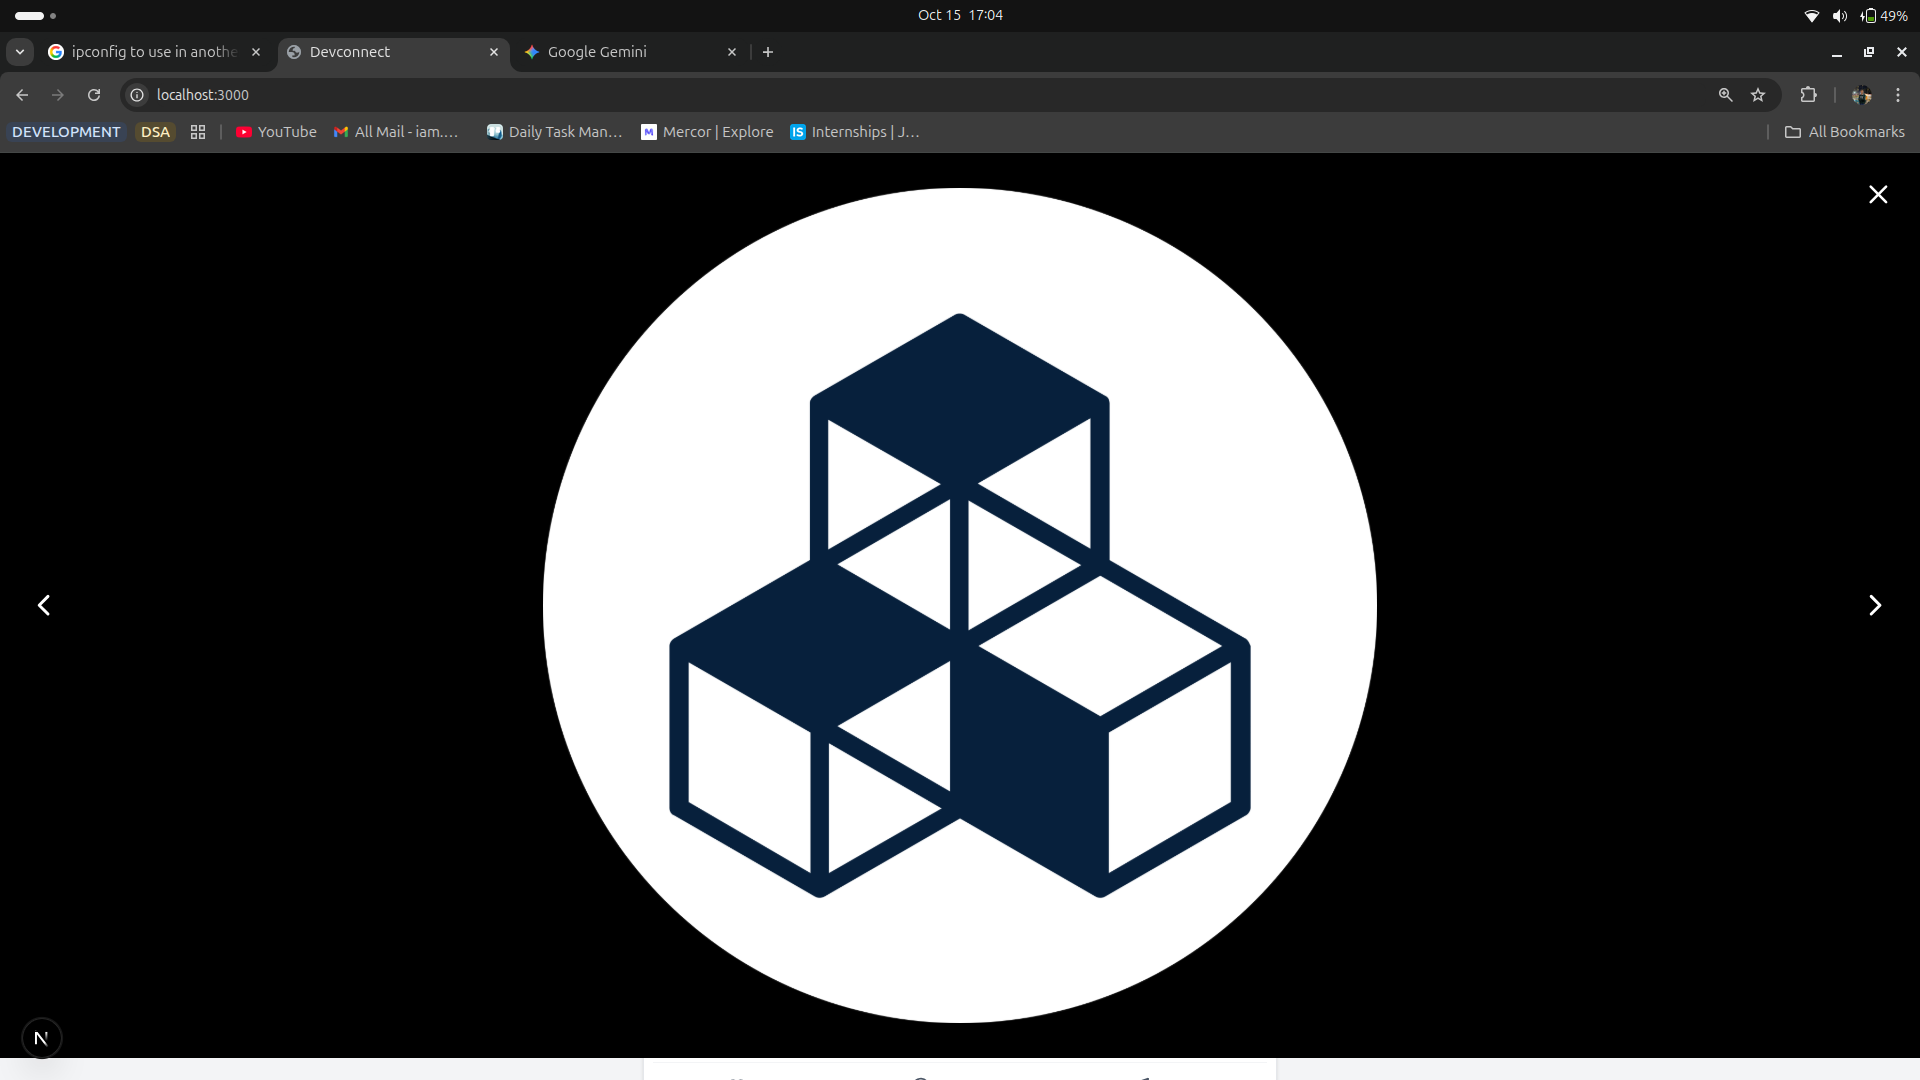 Oct 15 17:04
49%
ipconfig to use in anothe
Devconnect
Google Gemini
localhost:3000
DEVELOPMENT
DSA
YouTube
All Mail - iam....
Daily Task Man...
Mercor | Explore
Internships | J...
All Bookmarks